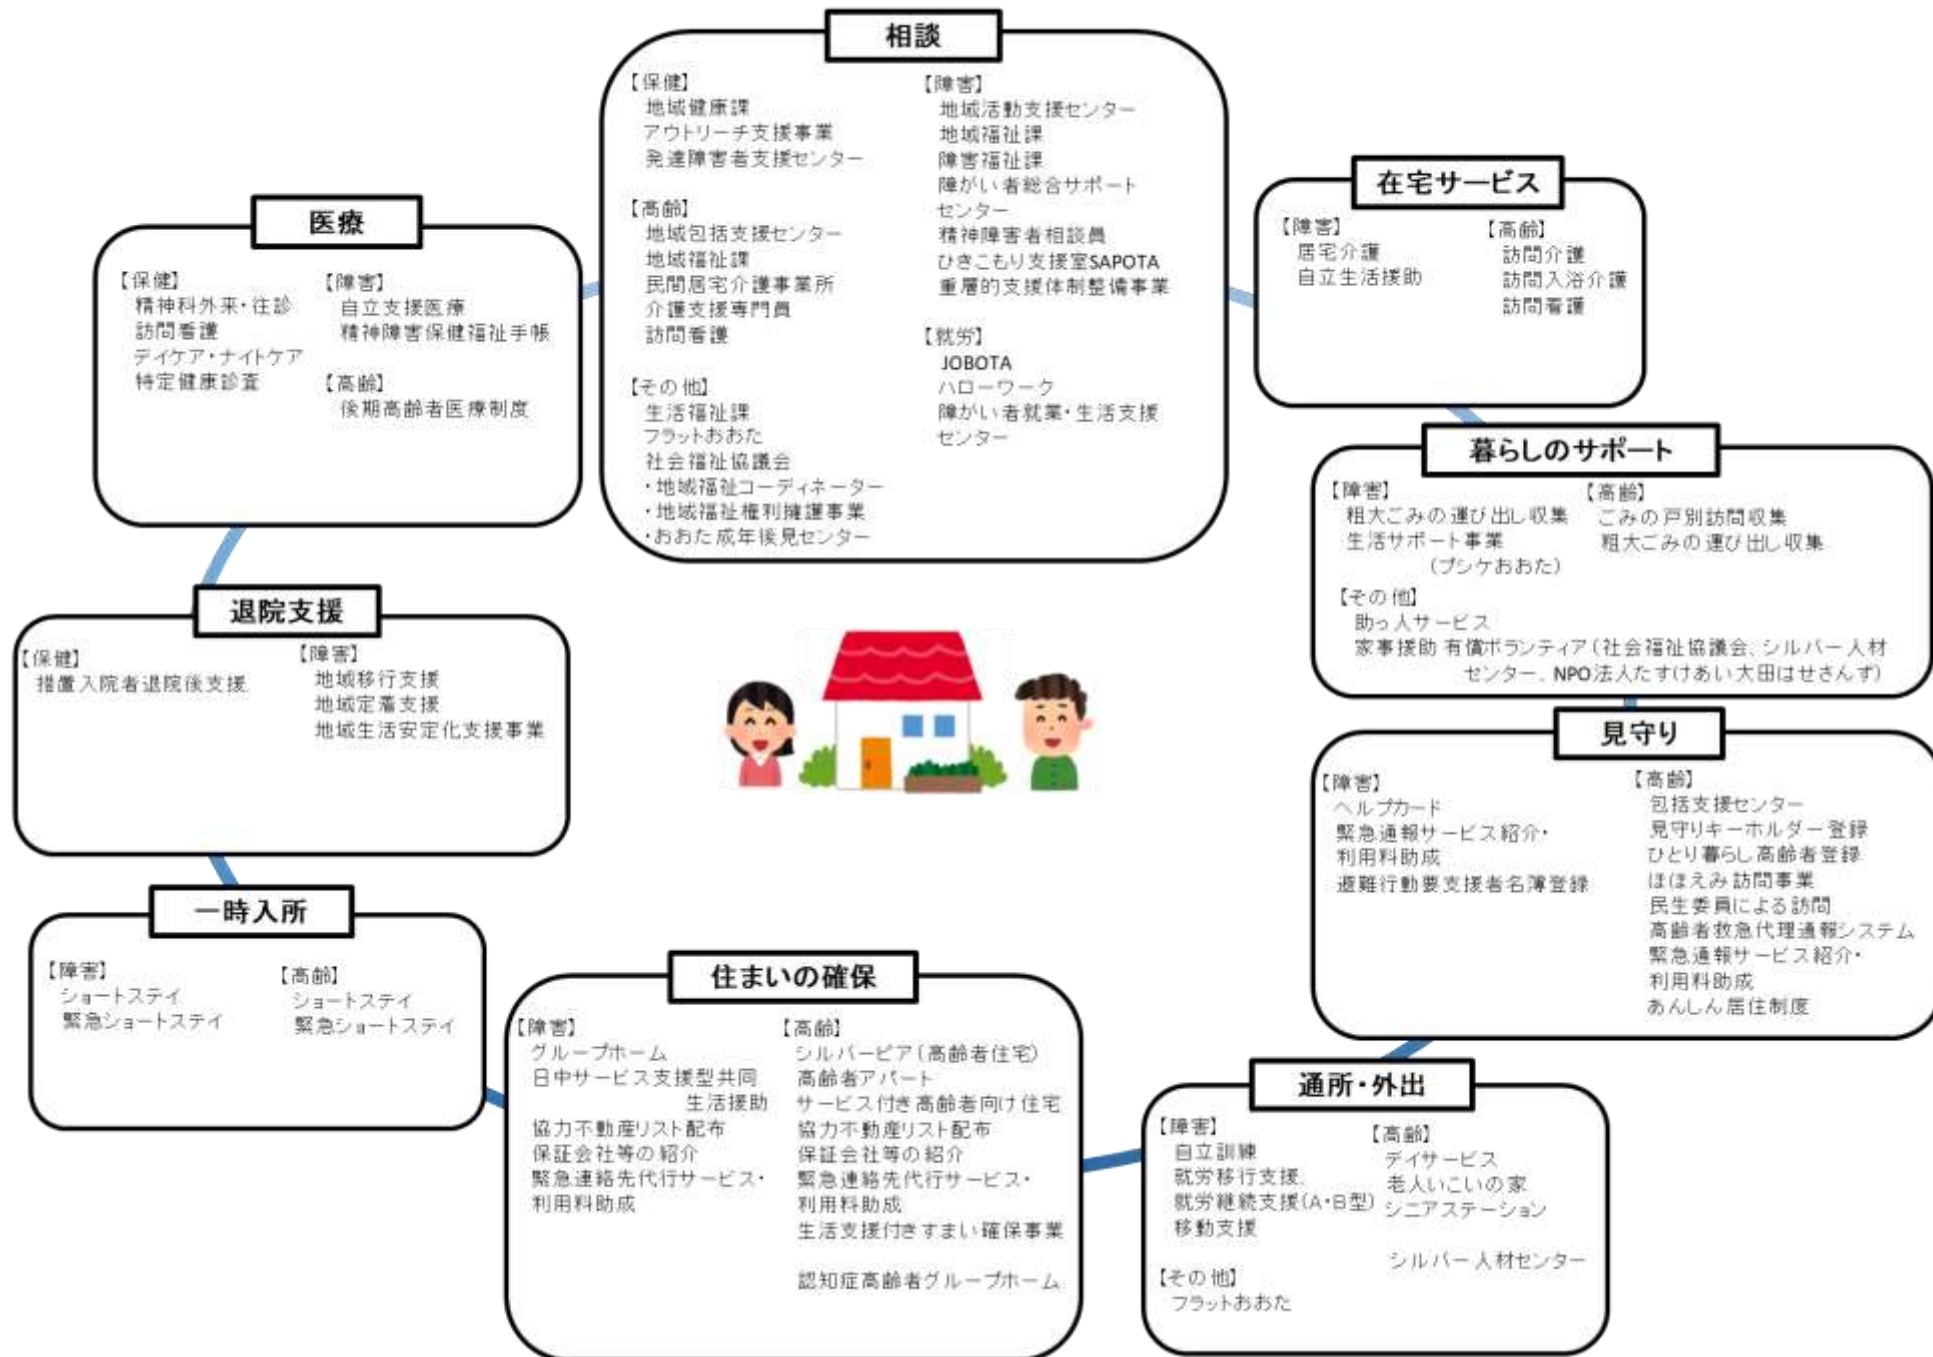 相談
【保健】
地域健康課
アウトリーチ支援事業
発達障害者支援センター
【高齢】
地域包括支援センター
地域福祉課
民間居宅介護事業所
介護支援専門員
訪問看護
【その他】
生活福祉課
フラットおおた
社会福祉協議会
・地域福祉コーディネーター
・地域福祉権利擁護事業
・おおた成年後見センター
【障害】
地域活動支援センター
地域福祉課
障害福祉課
障がい者総合サポート
センター
精神障害者相談員
ひきこもり支援室SAPOTA
重層的支援体制整備事業
【就労】
JOBOTA
ハローワーク
障がい者就業・生活支援
センター
在宅サービス
【障害】
居宅介護
自立生活援助
【高齢】
訪問介護
訪問入浴介護
訪問看護
暮らしのサポート
【障害】
粗大ごみの運び出し収集
生活サポート事業
(プシケおおた)
【高齢】
ごみの戸別訪問収集
粗大ごみの運び出し収集
【その他】
助っ人サービス
家事援助 有償ボランティア(社会福祉協議会、シルバー人材
センター、NPO法人たすけあい大田はせさんず)
見守り
【障害】
ヘルプカード
緊急通報サービス紹介・
利用料助成
避難行動要支援者名簿登録
【高齢】
包括支援センター
見守りキーホルダー登録
ひとり暮らし高齢者登録
ほほえみ訪問事業
民生委員による訪問
高齢者救急代理通報システム
緊急通報サービス紹介・
利用料助成
あんしん居住制度
通所・外出
【障害】
自立訓練
就労移行支援、
就労継続支援(A・B型)
移動支援
【その他】
フラットおおた
【高齢】
デイサービス
老人いこいの家
シニアステーション
シルバー人材センター
住まいの確保
【障害】
グループホーム
日中サービス支援型共同
生活援助
協力不動産リスト配布
保証会社等の紹介
緊急連絡先代行サービス・
利用料助成
【高齢】
シルバーピア(高齢者住宅)
高齢者アパート
サービス付き高齢者向け住宅
協力不動産リスト配布
保証会社等の紹介
緊急連絡先代行サービス・
利用料助成
生活支援付きすまい確保事業
認知症高齢者グループホーム
一時入所
【障害】
ショートステイ
緊急ショートステイ
【高齢】
ショートステイ
緊急ショートステイ
退院支援
【保健】
措置入院者退院後支援
【障害】
地域移行支援
地域定着支援
地域生活安定化支援事業
医療
【保健】
精神科外来・往診
訪問看護
デイケア・ナイトケア
特定健康診査
【障害】
自立支援医療
精神障害保健福祉手帳
【高齢】
後期高齢者医療制度